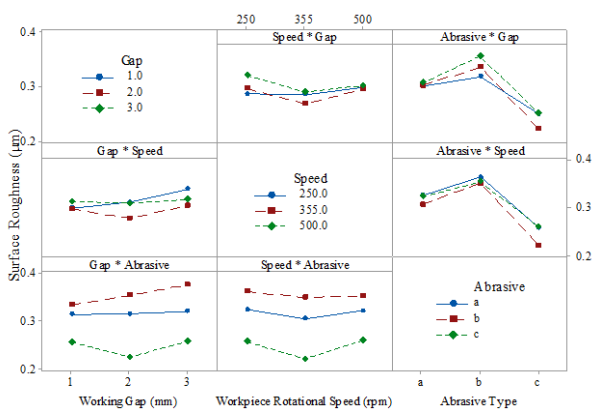 250 355 500
0.4
Speed * Gap
Abrasive * Gap
Gap
1.0
2.0
3.0
0.3
0.2
Gap * Speed
Abrasive * Speed
0.4
Speed
250.0
355.0
500.0
0.3
0.2
Surface Roughness (µm)
Gap * Abrasive
Speed * Abrasive
0.4
Abrasive
a
b
c
0.3
0.2
1 2 3
250 355 500
a b c
Working Gap (mm)
Workpiece Rotational Speed (rpm)
Abrasive Type